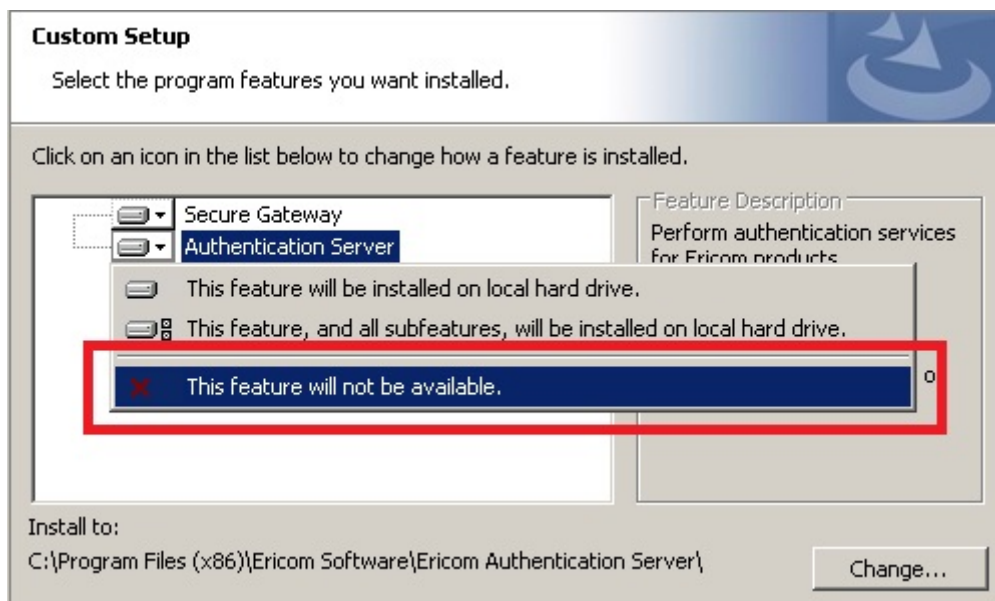 Custom Setup
Select the program features you want installed.
Click on an icon in the list below to change how a feature is installed.
Secure Gateway
Authentication Server
Feature Description
Perform authentication services
for Ericom products
This feature will be installed on local hard drive.
This feature, and all subfeatures, will be installed on local hard drive.
This feature will not be available.
o
Install to:
C:\Program Files (x86)\Ericom Software\Ericom Authentication Server\
Change...